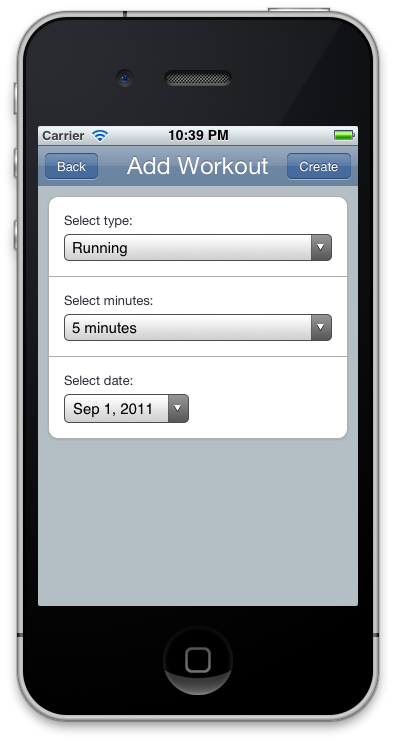 Carrier 10:39 PM
Back Add Workout Create
Select type:
Running
Select minutes:
5 minutes
Select date:
Sep 1, 2011